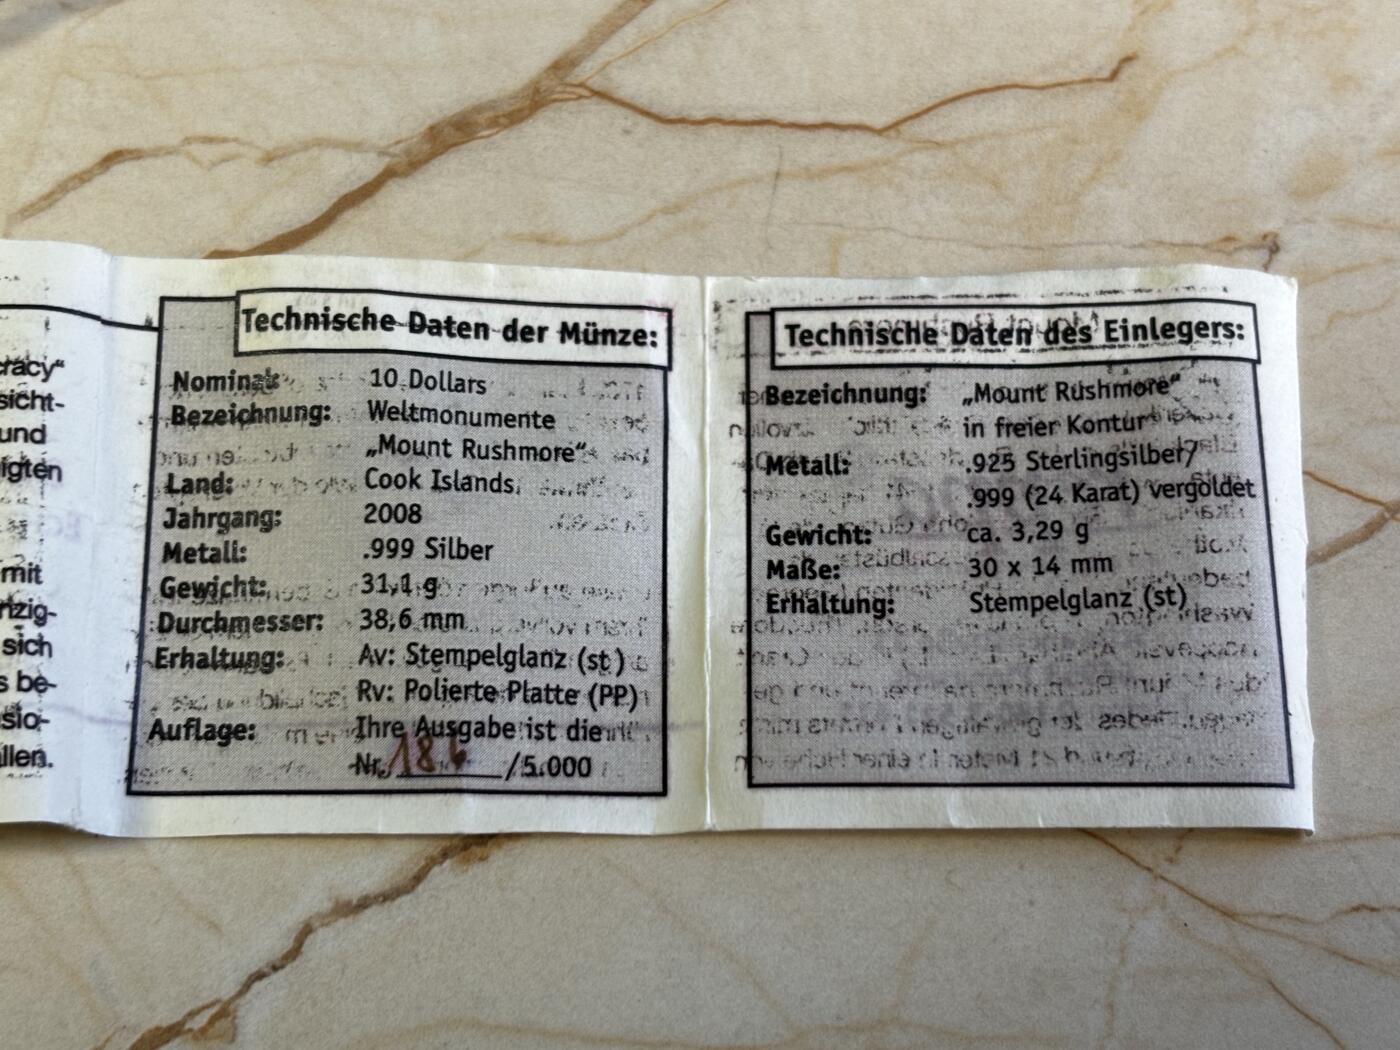 cracy“
sicht-
und
igten
mit
rzig-
sich
s be-
sio-
allen.
Technische Daten der Münze:
Nominal: 10 Dollars
Bezeichnung: Weltmonumente
„Mount Rushmore“
Land: Cook Islands
Jahrgang: 2008
Metall: .999 Silber
Gewicht: 31,1 g
Durchmesser: 38,6 mm
Erhaltung: Av: Stempelglanz (st)
Rv: Polierte Platte (PP)
Auflage: Ihre Ausgabe ist die
Nr. 186 /5.000
Technische Daten des Einlegers:
Bezeichnung: „Mount Rushmore“
in freier Kontur
Metall: .925 Sterlingsilber/
.999 (24 Karat) vergoldet
Gewicht: ca. 3,29 g
Maße: 30 x 14 mm
Erhaltung: Stempelglanz (st)